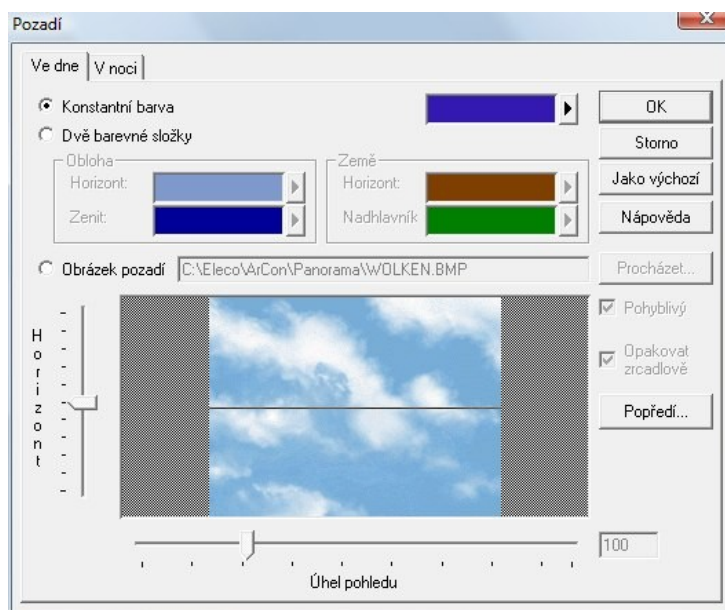 Pozadí
Ve dne
V noci
Konstantní barva
Dvě barevné složky
Obloha
Horizont:
Zenit:
Země
Horizont:
Nadhlavník
Obrázek pozadí
C:\Eleco\ArCon\Panorama\WOLKEN.BMP
OK
Storno
Jako výchozí
Nápověda
Procházet...
Pohyblivý
Opakovat
zrcadlově
Popředí...
Horizont
100
Úhel pohledu